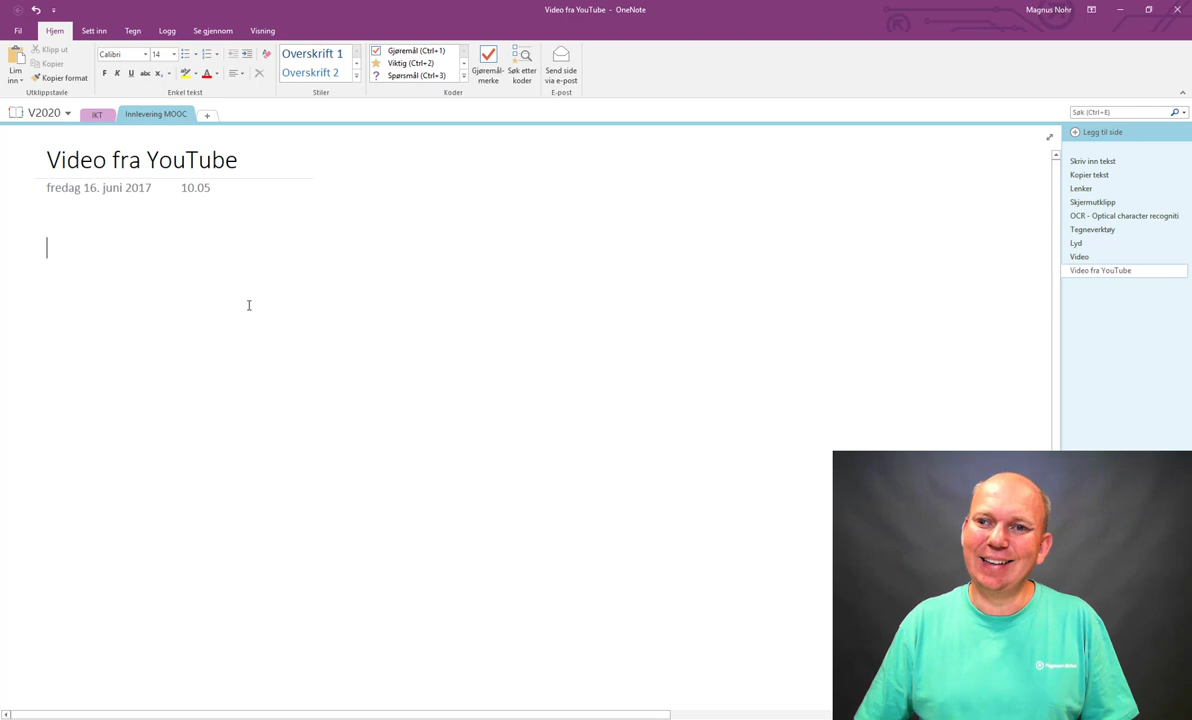 Video fra YouTube - OneNote
Magnus Nohr
Fil
Hjem
Sett inn
Tegn
Logg
Se gjennom
Visning
Lim inn
Klipp ut
Kopier
Kopier format
Utklippstavle
Calibri
14
F K U abc x₂
A
Enkel tekst
Overskrift 1
Overskrift 2
Stiler
Gjøremål (Ctrl+1)
Viktig (Ctrl+2)
? Spørsmål (Ctrl+3)
Koder
Gjøremål-
merke
Søk etter
koder
Send side
via e-post
E-post
V2020
IKT
Innlevering MOOC
Søk (Ctrl+E)
Video fra YouTube
fredag 16. juni 2017 10.05
Legg til side
Skriv inn tekst
Kopier tekst
Lenker
Skjermutklipp
OCR - Optical character recogniti
Tegneverktøy
Lyd
Video
Video fra YouTube